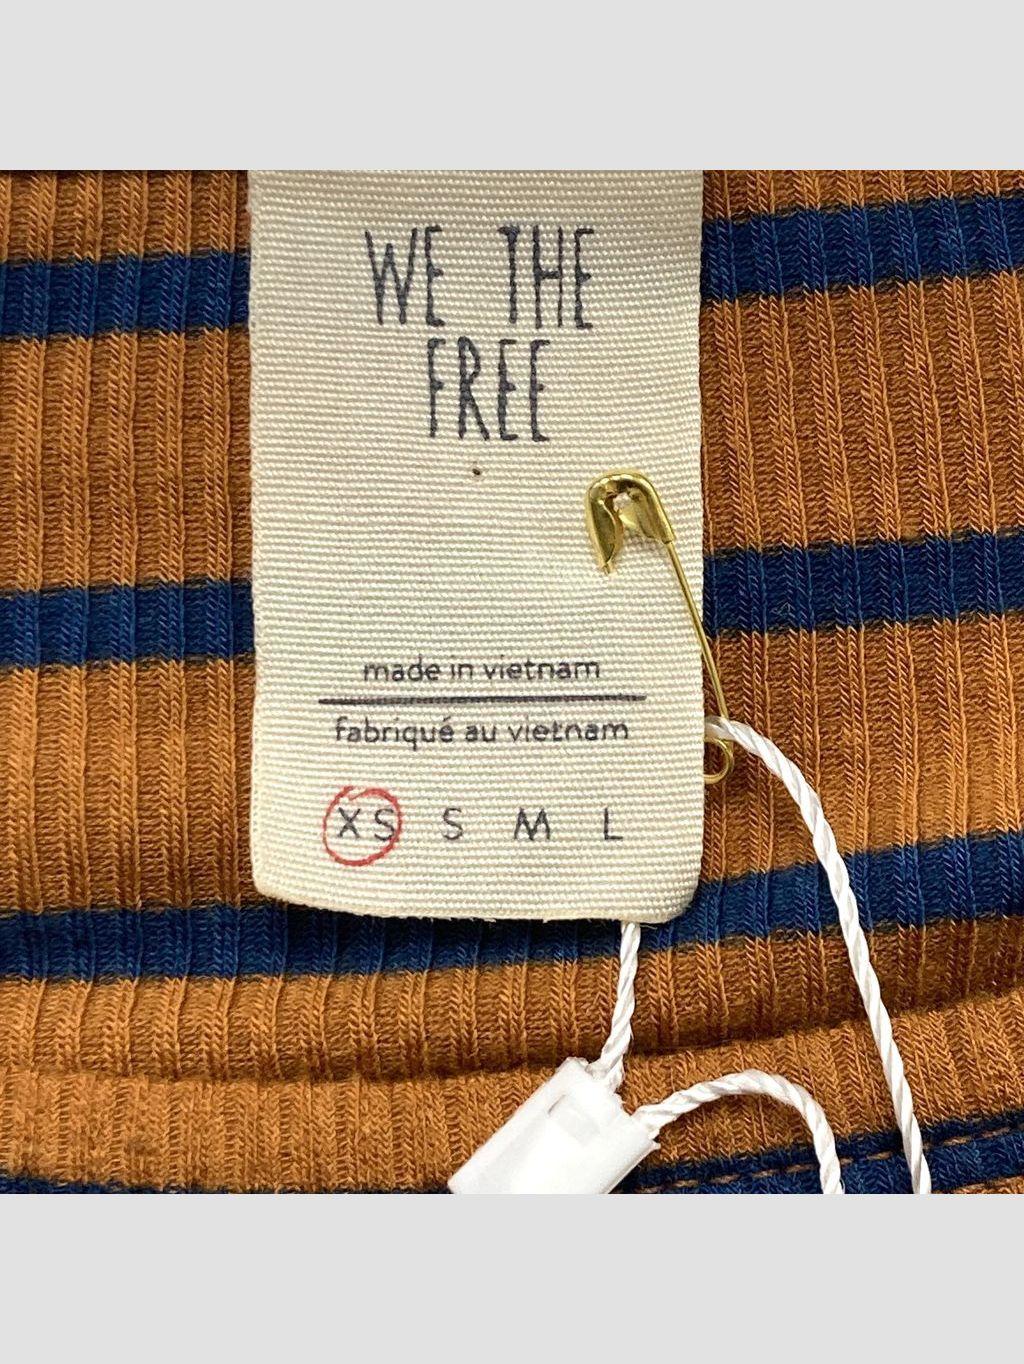 WE THE
FREE
made in vietnam
fabriqué au vietnam
XS S M L